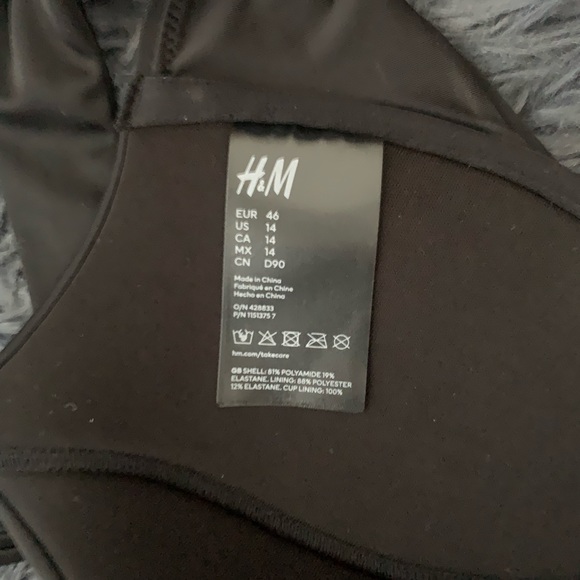 H&M
EUR 46
US 14
CA 14
MX 14
CN D90
Made in China
Fabriqué en Chine
Hecho en China
O/N 428833
P/N 1151375 7
hm.com/takecare
GB SHELL: 81% POLYAMIDE 19%
ELASTANE. LINING: 88% POLYESTER
12% ELASTANE. CUP LINING: 100%